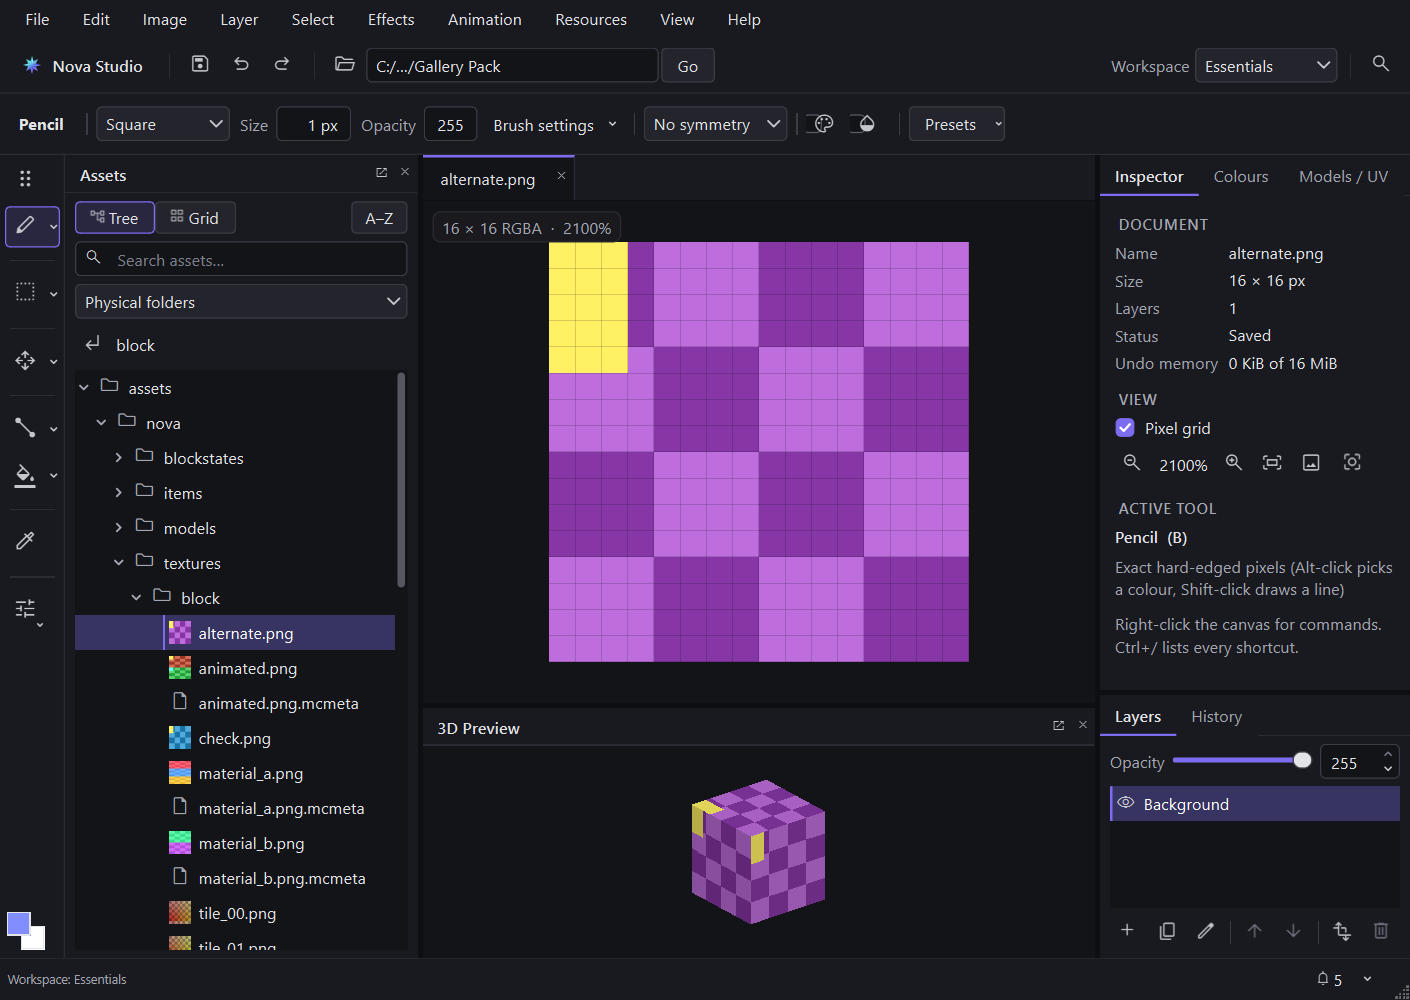 File Edit Image Layer Select Effects Animation Resources View Help
Nova Studio C:/.../Gallery Pack Go Workspace Essentials
Pencil Square Size 1 px Opacity 255 Brush settings No symmetry Presets
Assets
Tree Grid A–Z
Search assets...
Physical folders
block
assets
nova
blockstates
items
models
textures
block
alternate.png
animated.png
animated.png.mcmeta
check.png
material_a.png
material_a.png.mcmeta
material_b.png
material_b.png.mcmeta
tile_00.png
tile_01.png
alternate.png
16 × 16 RGBA · 2100%
3D Preview
Inspector Colours Models / UV
DOCUMENT
Name alternate.png
Size 16 × 16 px
Layers 1
Status Saved
Undo memory 0 KiB of 16 MiB
VIEW
Pixel grid
2100%
ACTIVE TOOL
Pencil (B)
Exact hard-edged pixels (Alt-click picks
a colour, Shift-click draws a line)
Right-click the canvas for commands.
Ctrl+/ lists every shortcut.
Layers History
Opacity 255
Background
Workspace: Essentials 5